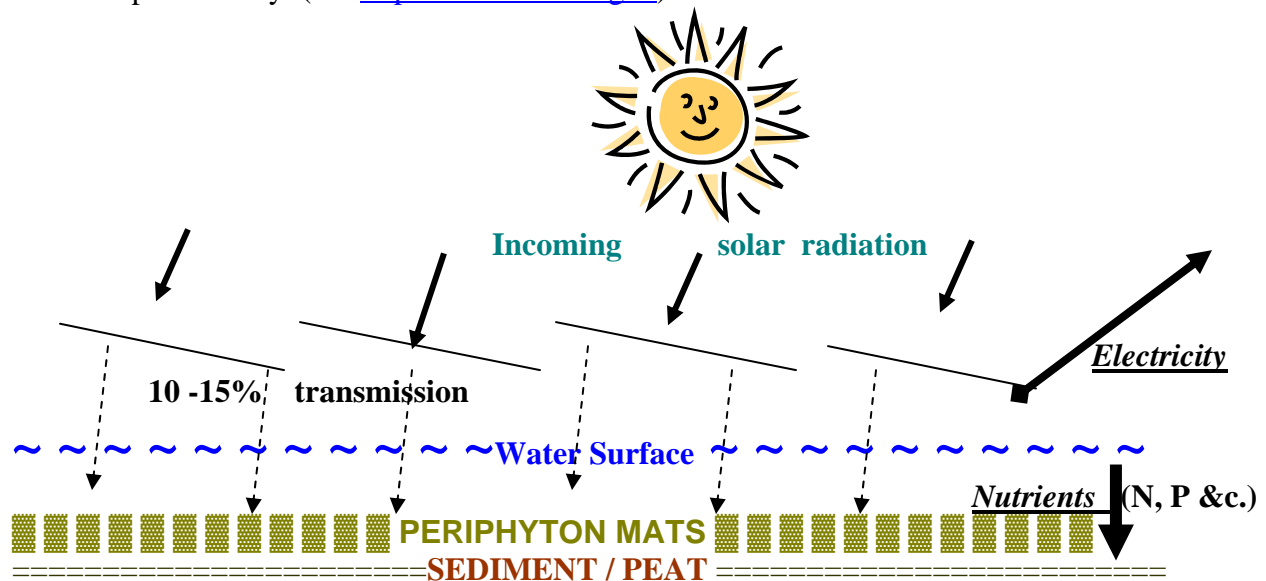 Incoming solar radiation
Electricity
10 -15% transmission
~ ~ ~ ~ ~ ~ ~ ~ ~ ~ ~Water Surface ~ ~ ~ ~ ~ ~ ~ ~ ~ ~
Nutrients (N, P &c.)
PERIPHYTON MATS
SEDIMENT / PEAT